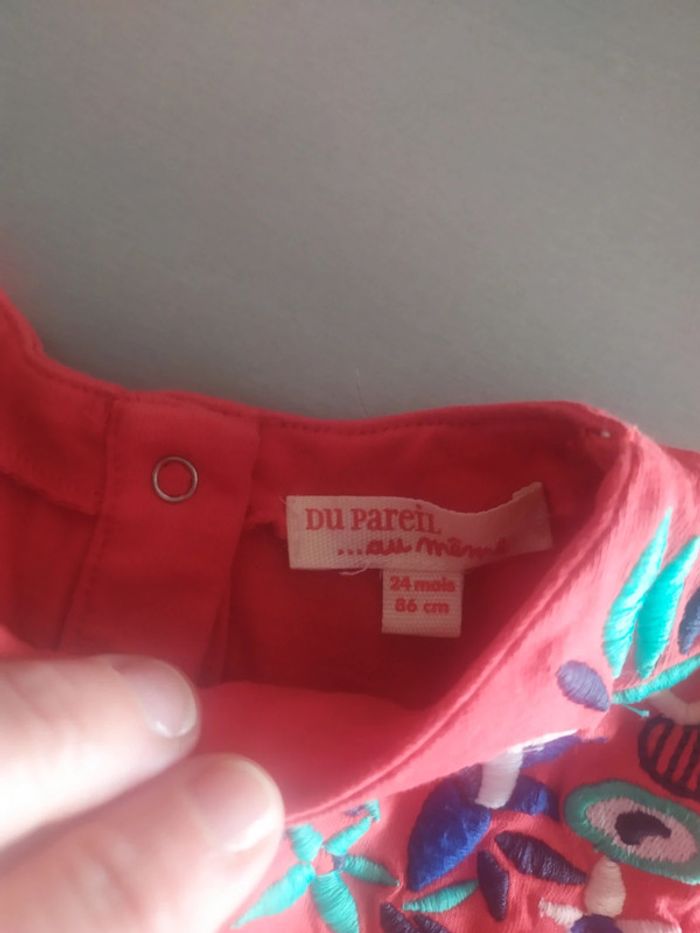 DU PAREIL
...au même
24 mois
86 cm